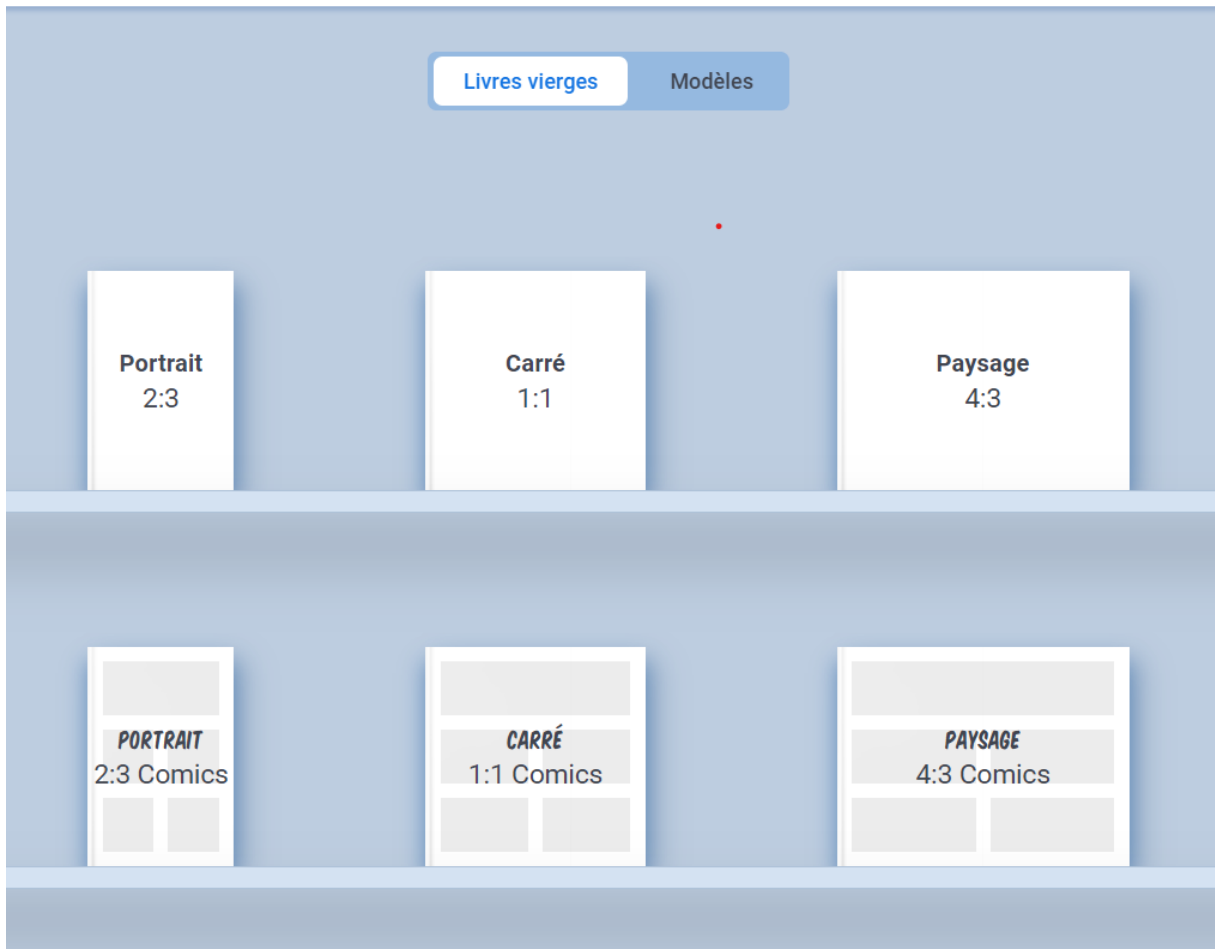 Livres vierges
Modèles
Portrait
2:3
Carré
1:1
Paysage
4:3
PORTRAIT
2:3 Comics
CARRÉ
1:1 Comics
PAYSAGE
4:3 Comics